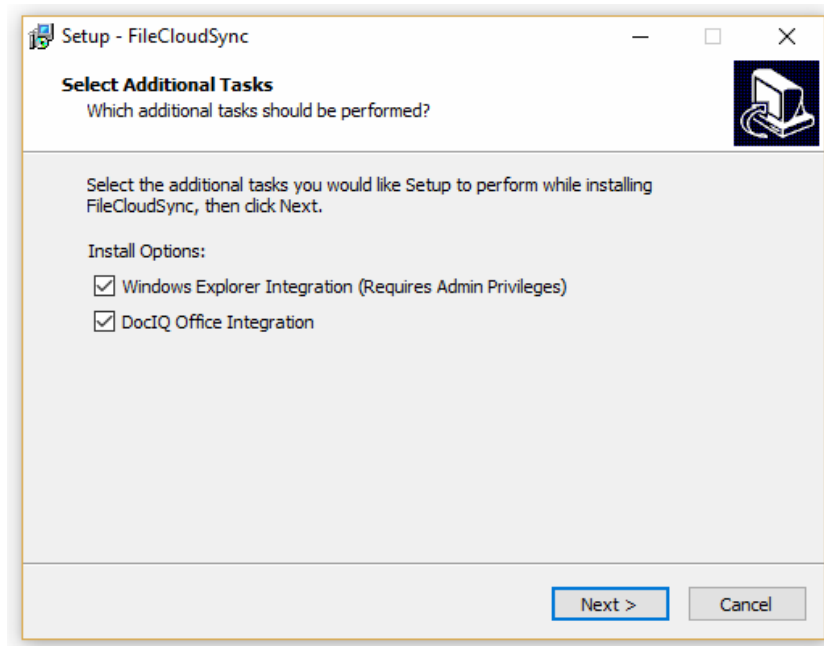 Setup - FileCloudSync
Select Additional Tasks
Which additional tasks should be performed?
Select the additional tasks you would like Setup to perform while installing
FileCloudSync, then click Next.
Install Options:
Windows Explorer Integration (Requires Admin Privileges)
DocIQ Office Integration
Next >
Cancel